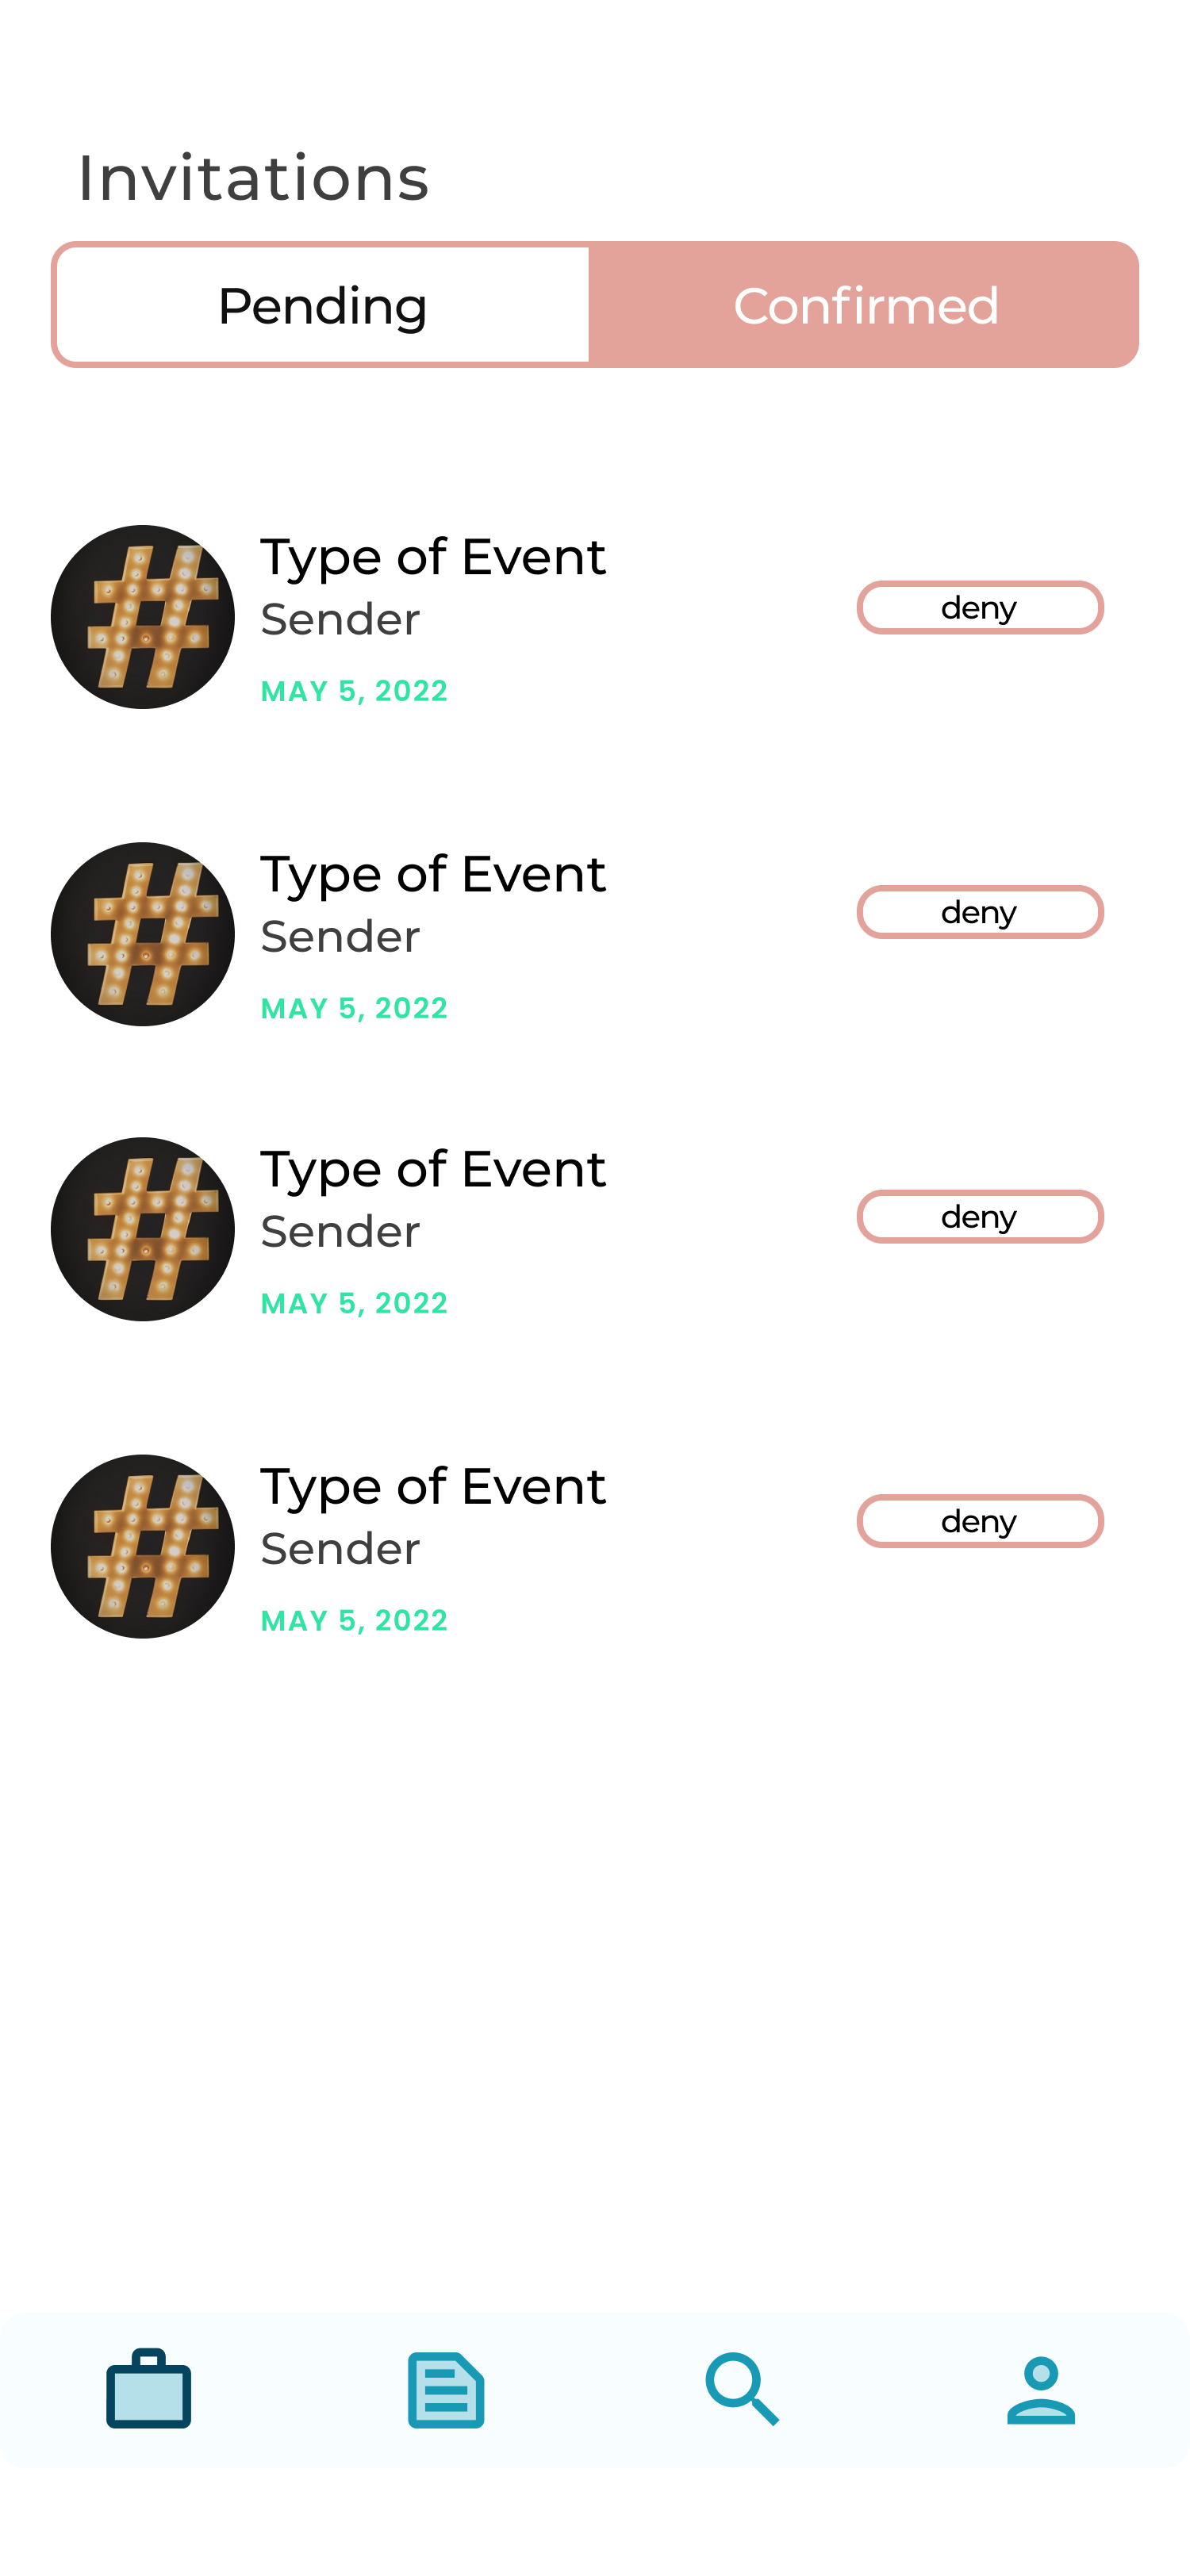 Invitations
Pending
Confirmed
Type of Event
Sender
deny
MAY 5, 2022
Type of Event
Sender
deny
MAY 5, 2022
Type of Event
Sender
deny
MAY 5, 2022
Type of Event
Sender
deny
MAY 5, 2022